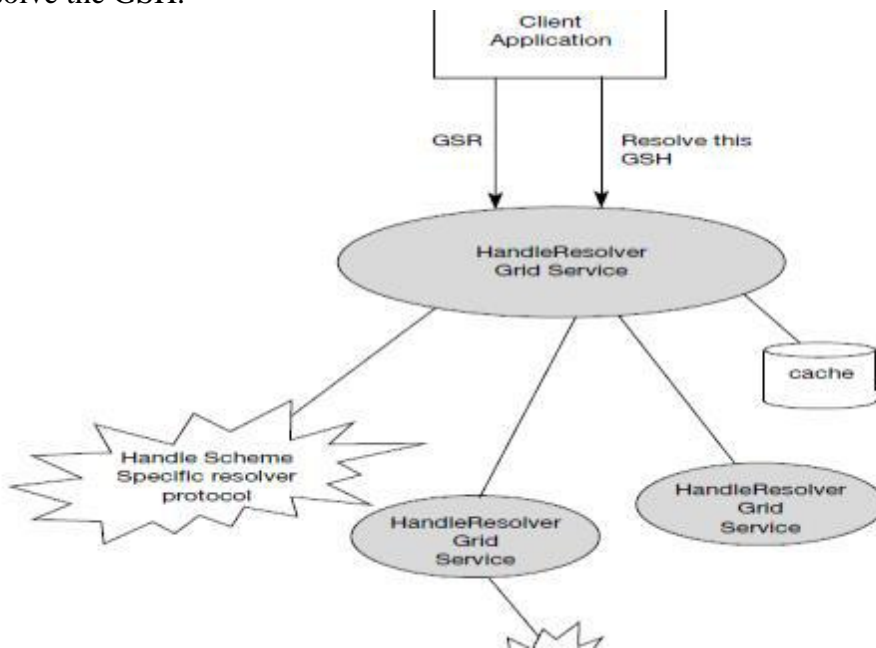 Client
Application
GSR
Resolve this
GSH
HandleResolver
Grid Service
cache
Handle Scheme
Specific resolver
protocol
HandleResolver
Grid
Service
HandleResolver
Grid
Service